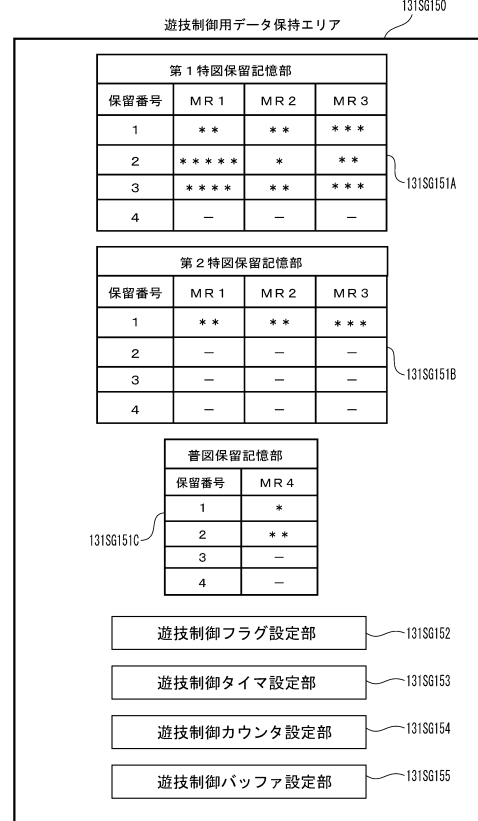 131SG150
遊技制御用データ保持エリア
第１特図保留記憶部
保留番号 ＭＲ１ ＭＲ２ ＭＲ３
1 ** ** ***
2 ***** * **
3 **** ** ***
4 － － －
131SG151A
第２特図保留記憶部
保留番号 ＭＲ１ ＭＲ２ ＭＲ３
1 ** ** ***
2 － － －
3 － － －
4 － － －
131SG151B
普図保留記憶部
保留番号 ＭＲ４
1 *
2 **
3 －
4 －
131SG151C
遊技制御フラグ設定部 131SG152
遊技制御タイマ設定部 131SG153
遊技制御カウンタ設定部 131SG154
遊技制御バッファ設定部 131SG155